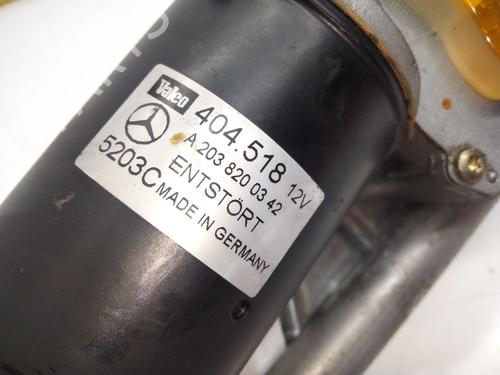 Valeo
404.518 12V
A 203 820 03 42
ENTSTÖRT
5203C MADE IN GERMANY